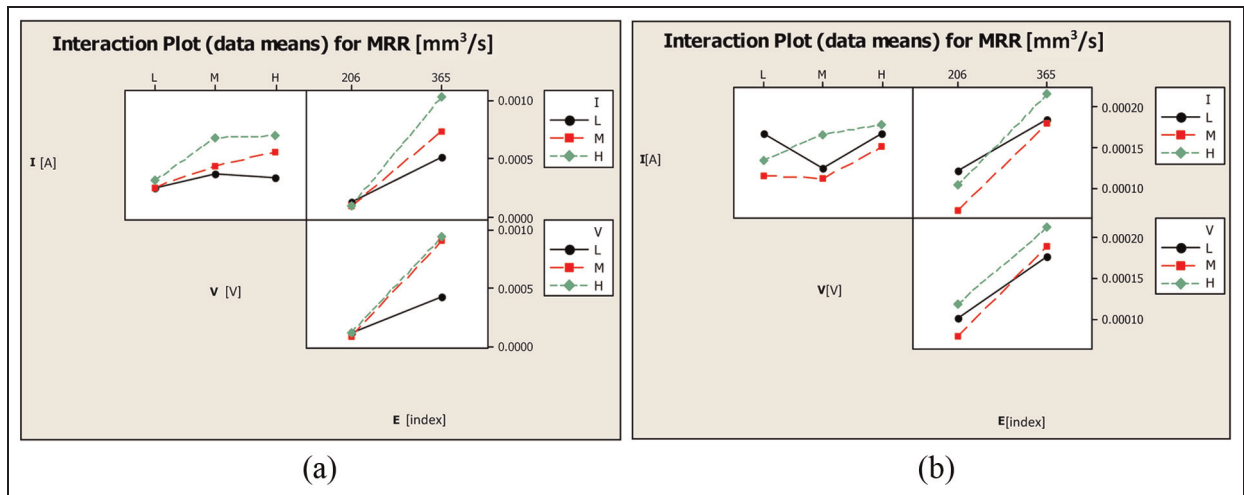 Interaction Plot (data means) for MRR [mm³/s]
L M H 206 365
I [A]
0.0010
0.0005
0.0000
I
L
M
H
V [V]
0.0010
0.0005
0.0000
V
L
M
H
E [index]
(a)
Interaction Plot (data means) for MRR [mm³/s]
L M H 206 365
I[A]
0.00020
0.00015
0.00010
I
L
M
H
V[V]
0.00020
0.00015
0.00010
V
L
M
H
E[index]
(b)